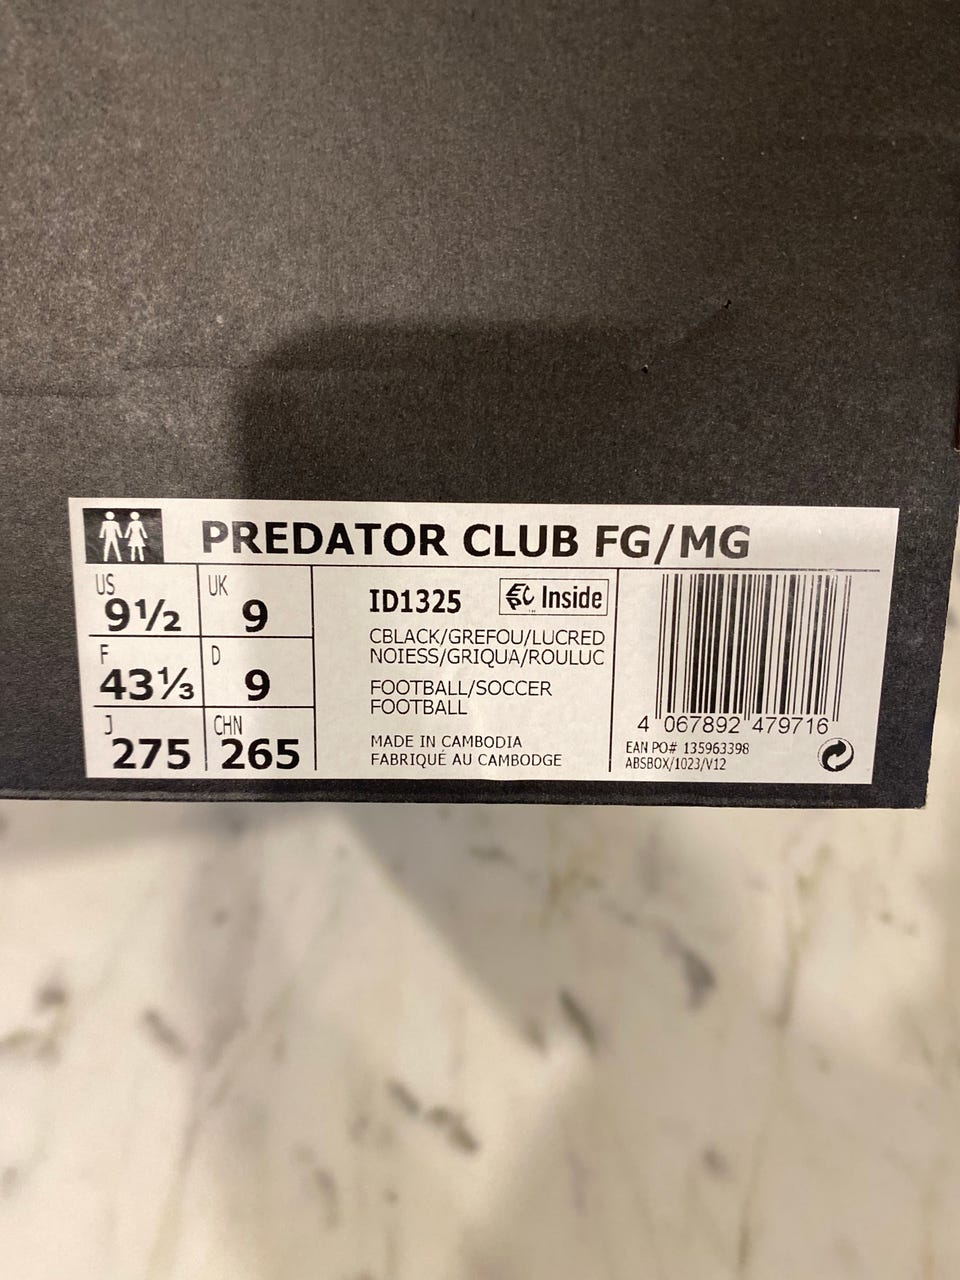 PREDATOR CLUB FG/MG
US 9½ UK 9
F 43⅓ D 9
J 275 CHN 265
ID1325
Inside
CBLACK/GREFOU/LUCRED
NOIESS/GRIQUA/ROULUC
FOOTBALL/SOCCER
FOOTBALL
MADE IN CAMBODIA
FABRIQUÉ AU CAMBODGE
4 067892 479716
EAN PO# 135963398
ABSBOX/1023/V12